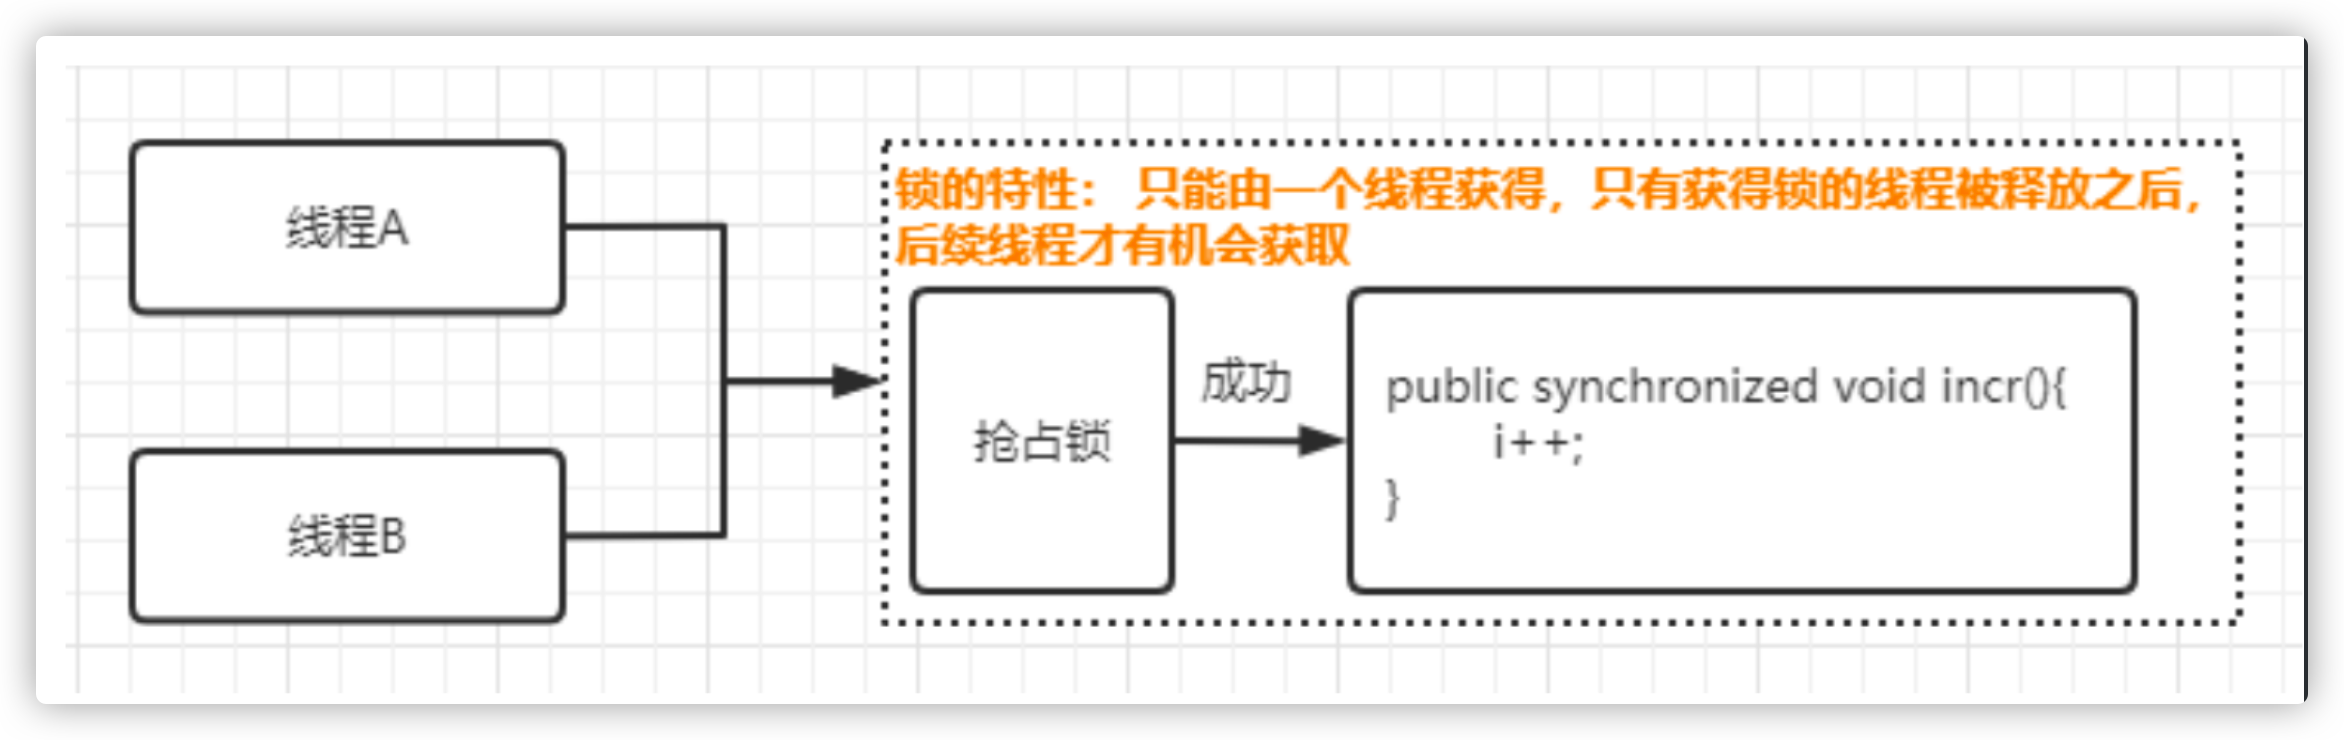 线程A
线程B
锁的特性： 只能由一个线程获得，只有获得锁的线程被释放之后，
后续线程才有机会获取
抢占锁
成功
public synchronized void incr(){
i++;
}